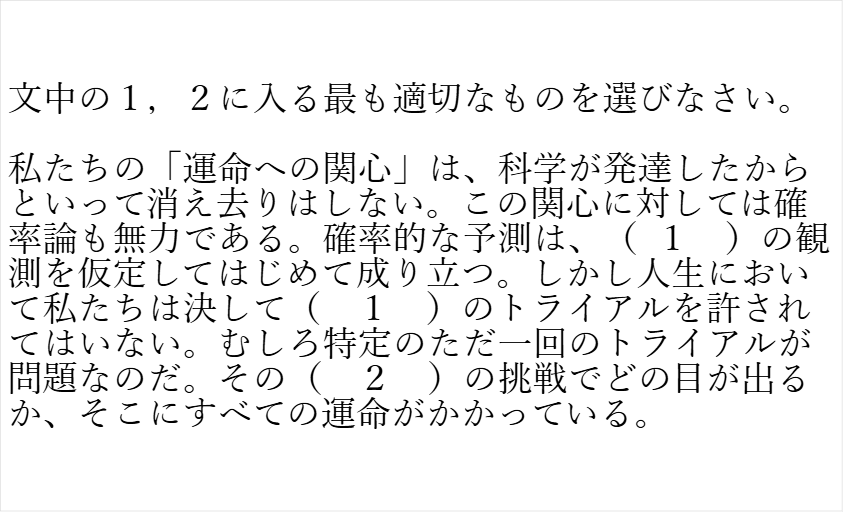 文中の１，２に入る最も適切なものを選びなさい。
私たちの「運命への関心」は、科学が発達したから
といって消え去りはしない。この関心に対しては確
率論も無力である。確率的な予測は、（　１　）の観
測を仮定してはじめて成り立つ。しかし人生におい
て私たちは決して（　１　）のトライアルを許され
てはいない。むしろ特定のただ一回のトライアルが
問題なのだ。その（　２　）の挑戦でどの目が出る
か、そこにすべての運命がかかっている。